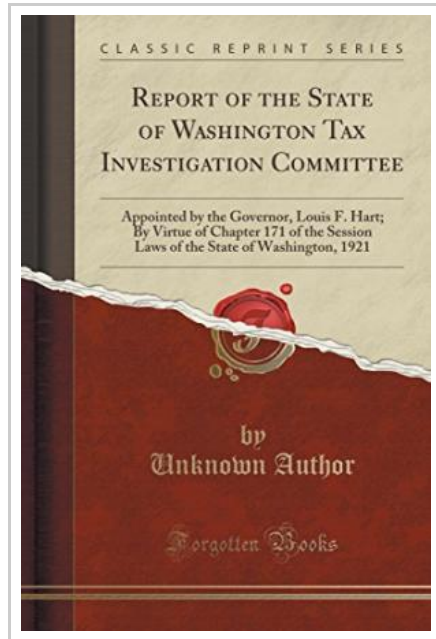 CLASSIC REPRINT SERIES
REPORT OF THE STATE
OF WASHINGTON TAX
INVESTIGATION COMMITTEE
Appointed by the Governor, Louis F. Hart;
By Virtue of Chapter 171 of the Session
Laws of the State of Washington, 1921
by
Unknown Author
Forgotten Books